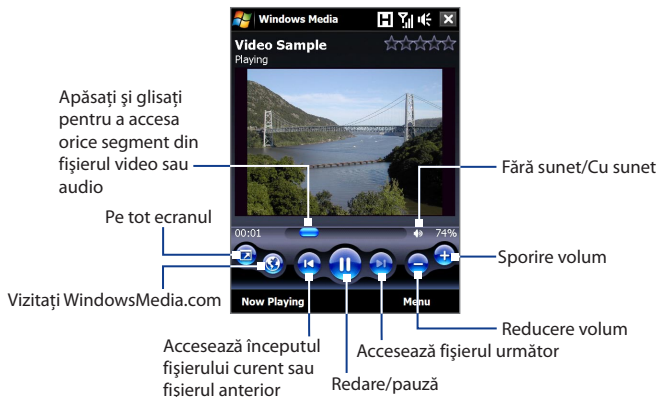 Windows Media
H
Video Sample
Playing
Apăsați și glisați
pentru a accesa
orice segment din
fișierul video sau
audio
Fără sunet/Cu sunet
Pe tot ecranul
00:01
74%
Sporire volum
Vizitați WindowsMedia.com
Now Playing
Menu
Reducere volum
Accesează începutul
fișierului curent sau
fișierul anterior
Accesează fișierul următor
Redare/pauză